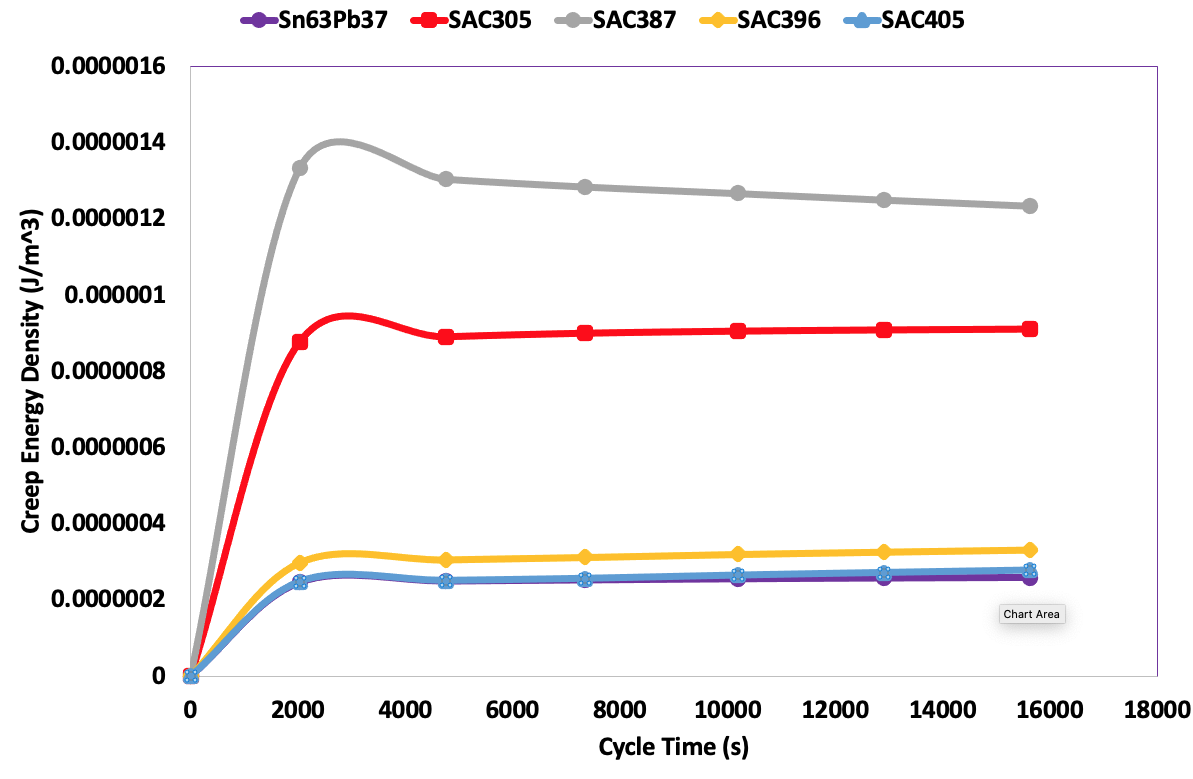 Sn63Pb37 SAC305 SAC387 SAC396 SAC405
0.0000016
0.0000014
0.0000012
0.000001
0.0000008
0.0000006
0.0000004
0.0000002
0
Creep Energy Density (J/m^3)
Chart Area
0 2000 4000 6000 8000 10000 12000 14000 16000 18000
Cycle Time (s)